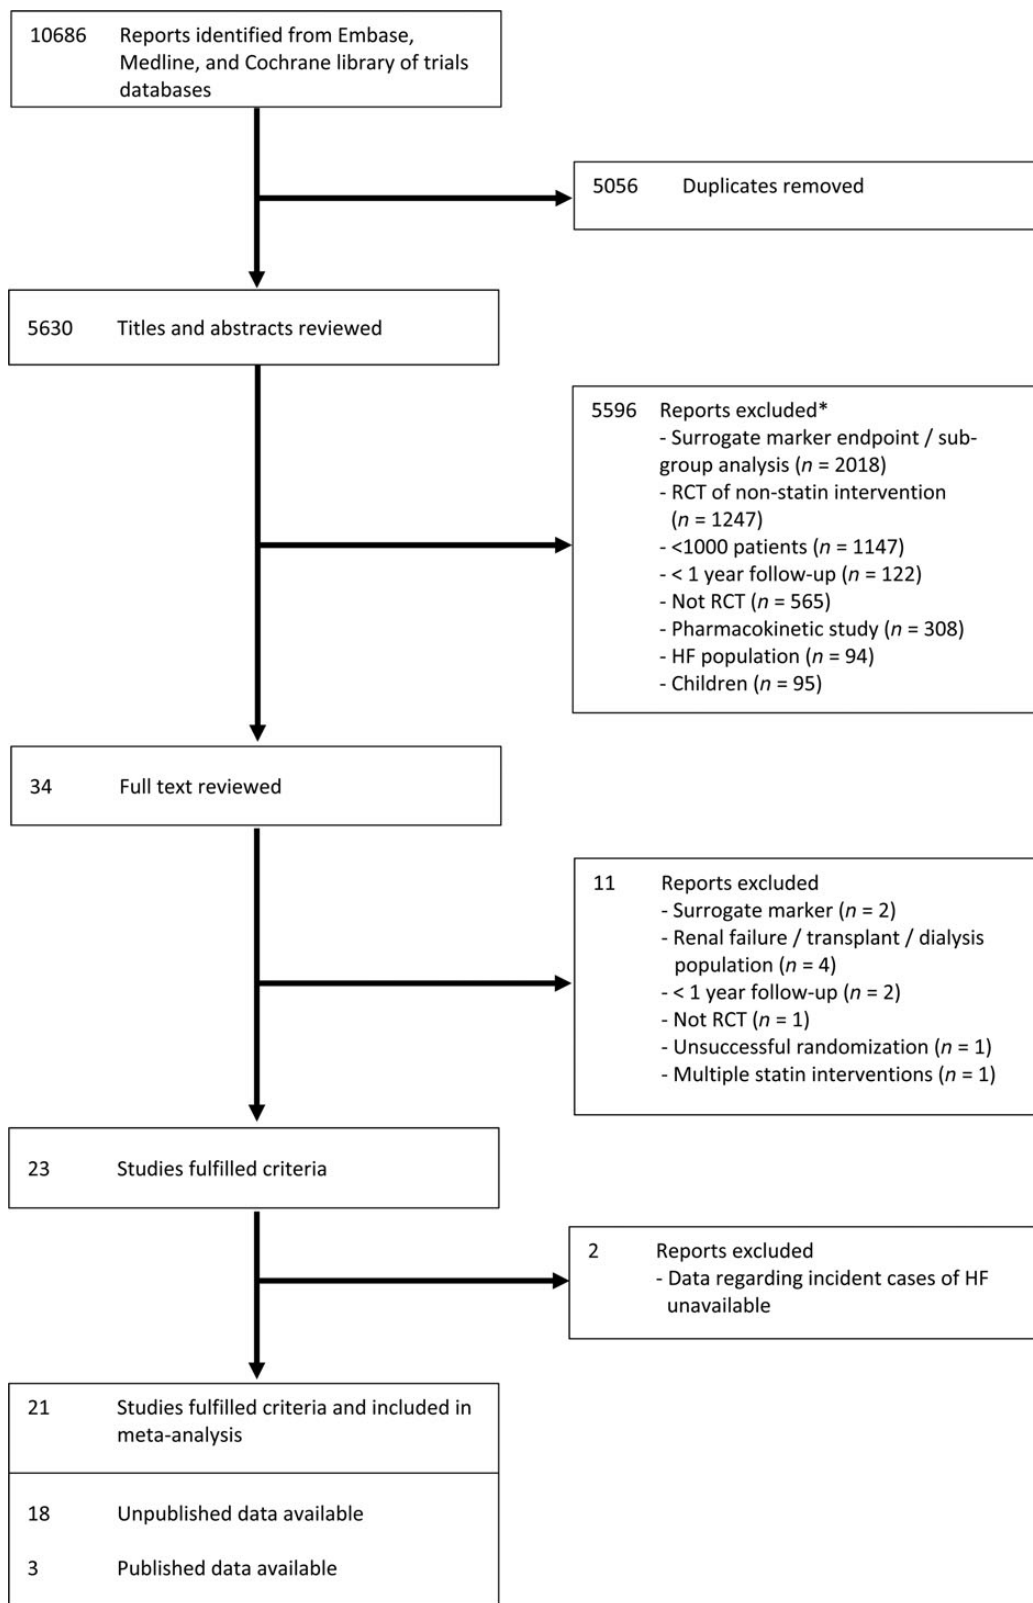 10686 Reports identified from Embase,
Medline, and Cochrane library of trials
databases
5056 Duplicates removed
5630 Titles and abstracts reviewed
5596 Reports excluded*
- Surrogate marker endpoint / sub-
group analysis (n = 2018)
- RCT of non-statin intervention
(n = 1247)
- <1000 patients (n = 1147)
- < 1 year follow-up (n = 122)
- Not RCT (n = 565)
- Pharmacokinetic study (n = 308)
- HF population (n = 94)
- Children (n = 95)
34 Full text reviewed
11 Reports excluded
- Surrogate marker (n = 2)
- Renal failure / transplant / dialysis
population (n = 4)
- < 1 year follow-up (n = 2)
- Not RCT (n = 1)
- Unsuccessful randomization (n = 1)
- Multiple statin interventions (n = 1)
23 Studies fulfilled criteria
2 Reports excluded
- Data regarding incident cases of HF
unavailable
21 Studies fulfilled criteria and included in
meta-analysis
18 Unpublished data available
3 Published data available